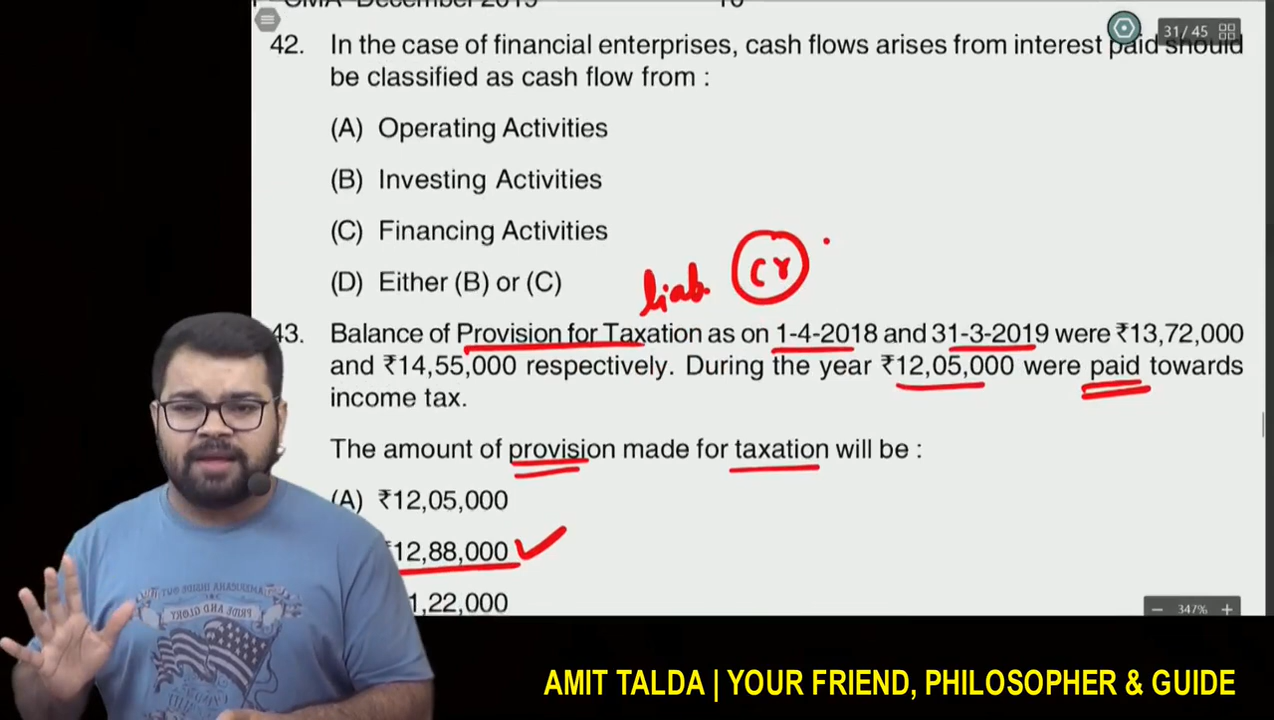 CMA December 2019 10
31/45
42. In the case of financial enterprises, cash flows arises from interest paid should
be classified as cash flow from :
(A) Operating Activities
(B) Investing Activities
(C) Financing Activities
(D) Either (B) or (C)
liab. Cr
43. Balance of Provision for Taxation as on 1-4-2018 and 31-3-2019 were ₹13,72,000
and ₹14,55,000 respectively. During the year ₹12,05,000 were paid towards
income tax.
The amount of provision made for taxation will be :
(A) ₹12,05,000
₹12,88,000
1,22,000
347%
PRIDE AND GLORY
AMIT TALDA | YOUR FRIEND, PHILOSOPHER & GUIDE